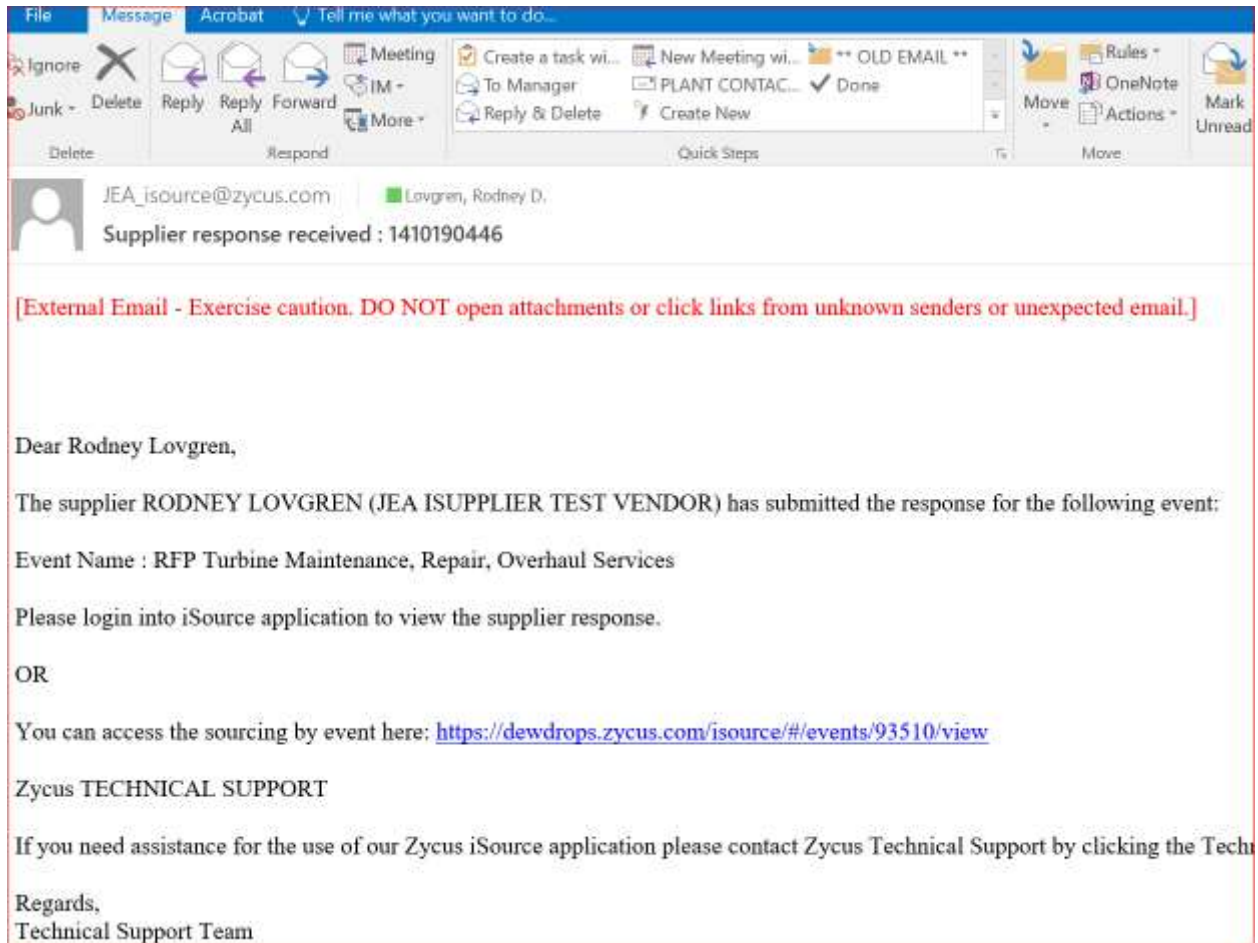 File Message Acrobat Tell me what you want to do...
Ignore
Junk
Delete
Reply
Reply All
Forward
Meeting
IM
More
Create a task wi...
To Manager
Reply & Delete
New Meeting wi...
PLANT CONTAC...
Create New
** OLD EMAIL **
Done
Move
Rules
OneNote
Actions
Mark Unread
Delete Respond Quick Steps Move
JEA_isource@zycus.com Lovgren, Rodney D.
Supplier response received : 1410190446
[External Email - Exercise caution. DO NOT open attachments or click links from unknown senders or unexpected email.]
Dear Rodney Lovgren,
The supplier RODNEY LOVGREN (JEA ISUPPLIER TEST VENDOR) has submitted the response for the following event:
Event Name : RFP Turbine Maintenance, Repair, Overhaul Services
Please login into iSource application to view the supplier response.
OR
You can access the sourcing by event here: https://dewdrops.zycus.com/isource/#/events/93510/view
Zycus TECHNICAL SUPPORT
If you need assistance for the use of our Zycus iSource application please contact Zycus Technical Support by clicking the
Regards,
Technical Support Team